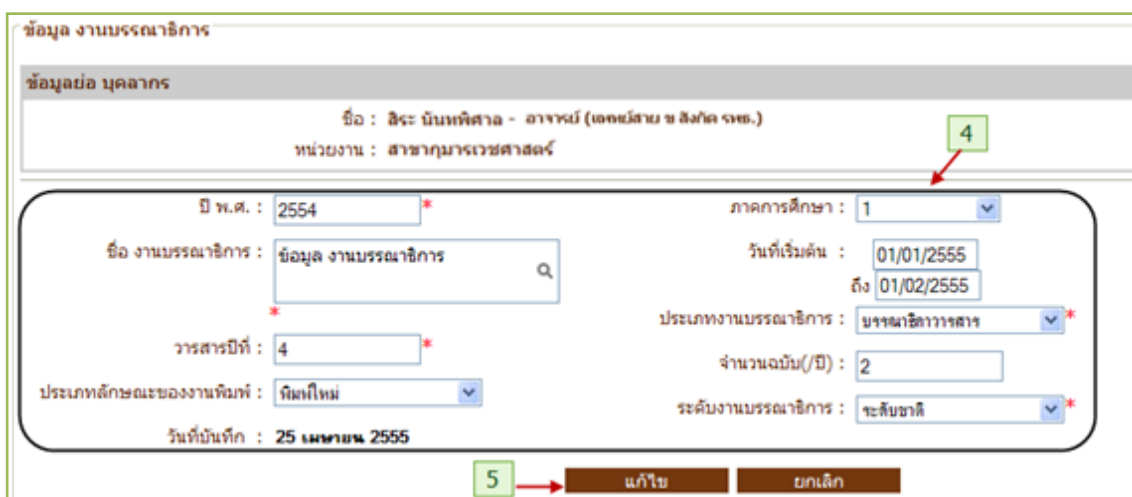 ข้อมูล งานบรรณาธิการ
ข้อมูลย่อ บุคลากร
ชื่อ : สิระ นันทพิศาล - อาจารย์ (แพทย์สาย ข สังกัด รพธ.)
หน่วยงาน : สาขากุมารเวชศาสตร์
4
ปี พ.ศ. : 2554 * ภาคการศึกษา : 1
ชื่อ งานบรรณาธิการ : ข้อมูล งานบรรณาธิการ วันที่เริ่มต้น : 01/01/2555
ถึง 01/02/2555
* ประเภทงานบรรณาธิการ : บรรณาธิการวารสาร *
วารสารปีที่ : 4 * จำนวนฉบับ(/ปี) : 2
ประเภทลักษณะของงานพิมพ์ : พิมพ์ใหม่ ระดับงานบรรณาธิการ : ระดับชาติ *
วันที่บันทึก : 25 เมษายน 2555
5 แก้ไข ยกเลิก